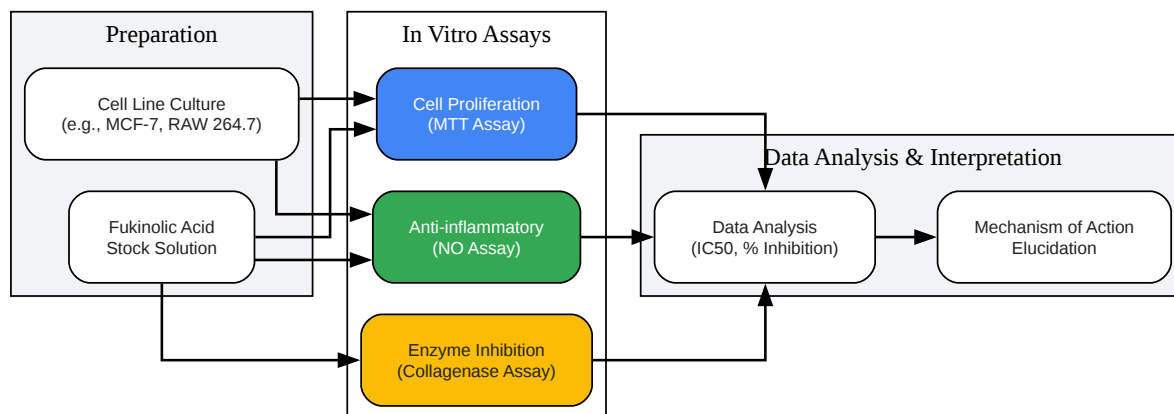 Preparation
Cell Line Culture
(e.g., MCF-7, RAW 264.7)
Fukinolic Acid
Stock Solution
In Vitro Assays
Cell Proliferation
(MTT Assay)
Anti-inflammatory
(NO Assay)
Enzyme Inhibition
(Collagenase Assay)
Data Analysis & Interpretation
Data Analysis
(IC50, % Inhibition)
Mechanism of Action
Elucidation